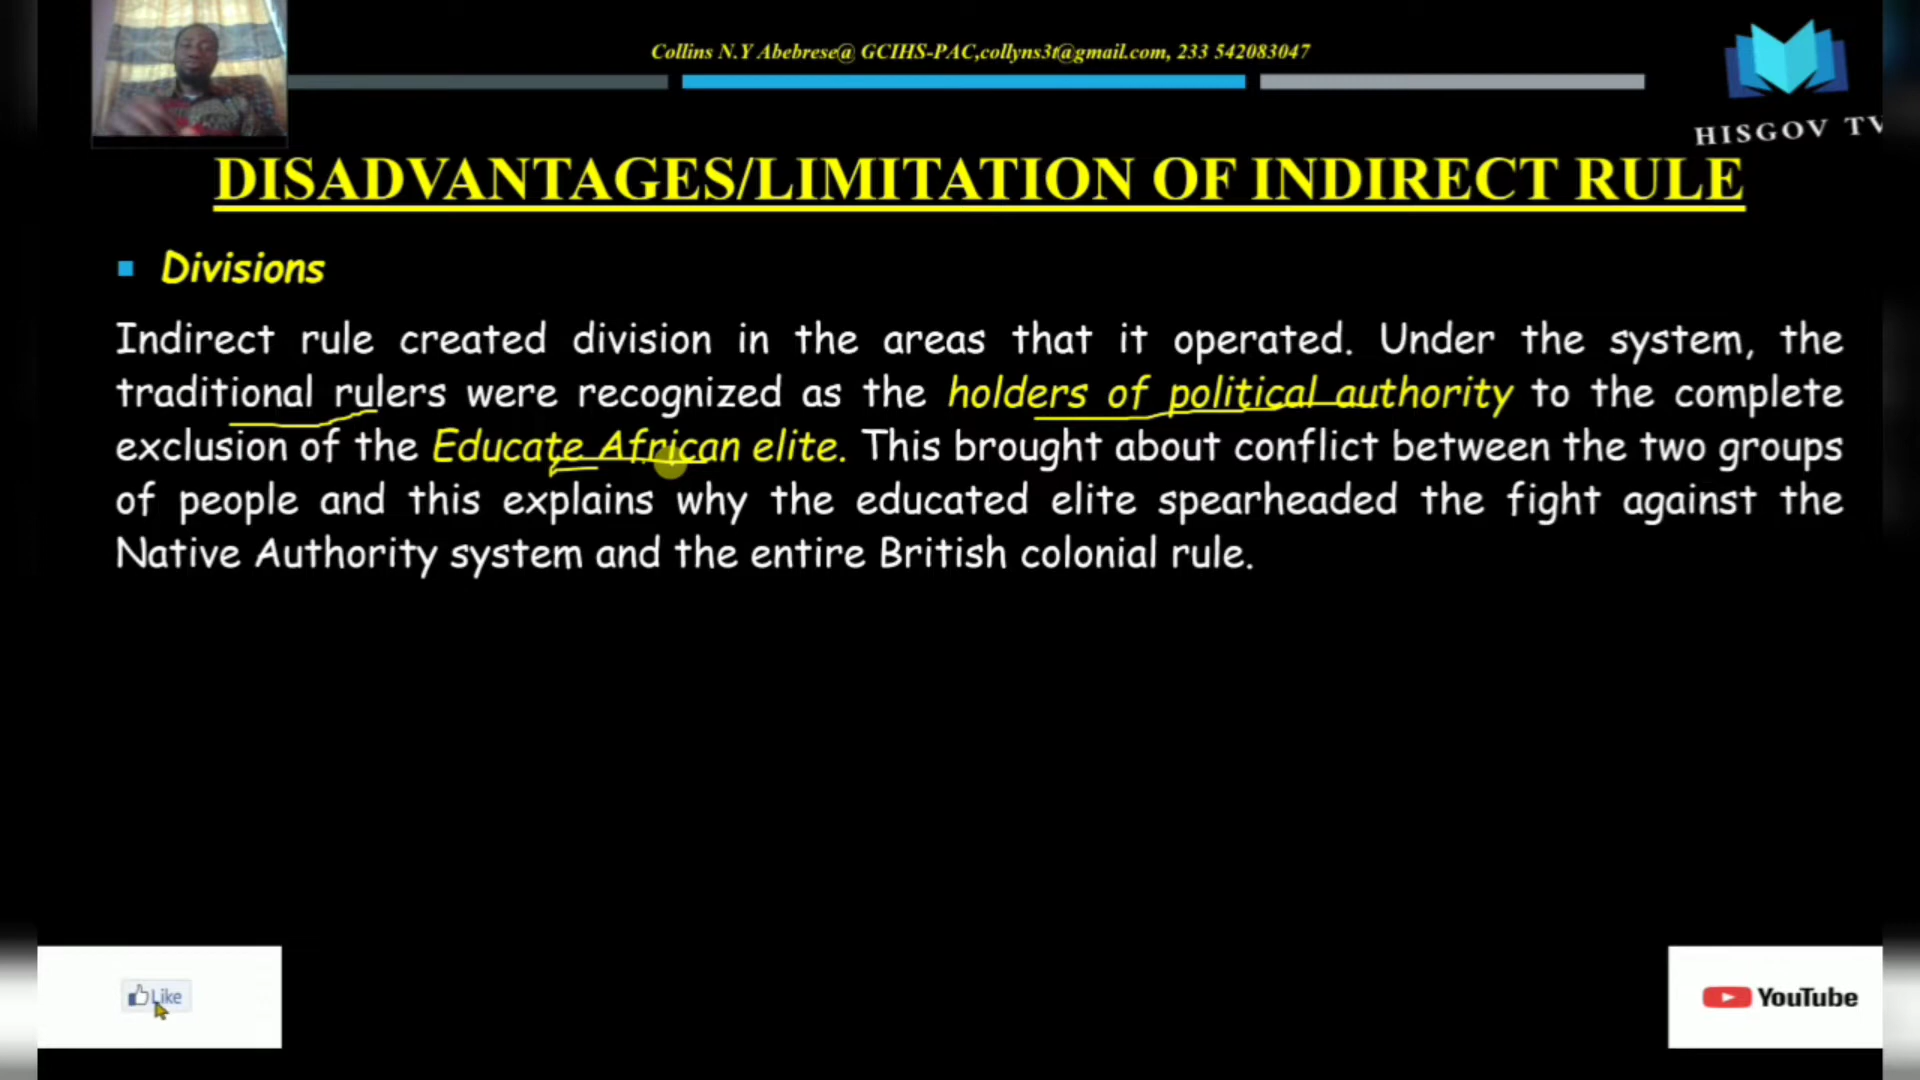 Collins N.Y Abebrese@ GCIHS-PAC,collyns3t@gmail.com, 233 542083047
HISGOV TV
DISADVANTAGES/LIMITATION OF INDIRECT RULE
Divisions
Indirect rule created division in the areas that it operated. Under the system, the
traditional rulers were recognized as the holders of political authority to the complete
exclusion of the Educate African elite. This brought about conflict between the two groups
of people and this explains why the educated elite spearheaded the fight against the
Native Authority system and the entire British colonial rule.
Like
YouTube